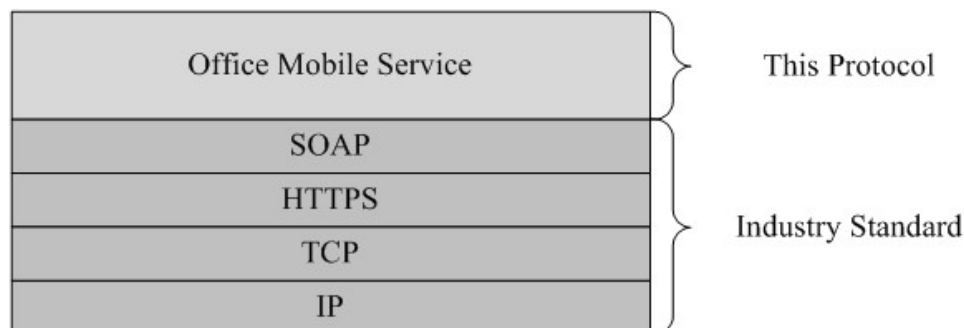 Office Mobile Service
This Protocol
SOAP
HTTPS
TCP
IP
Industry Standard